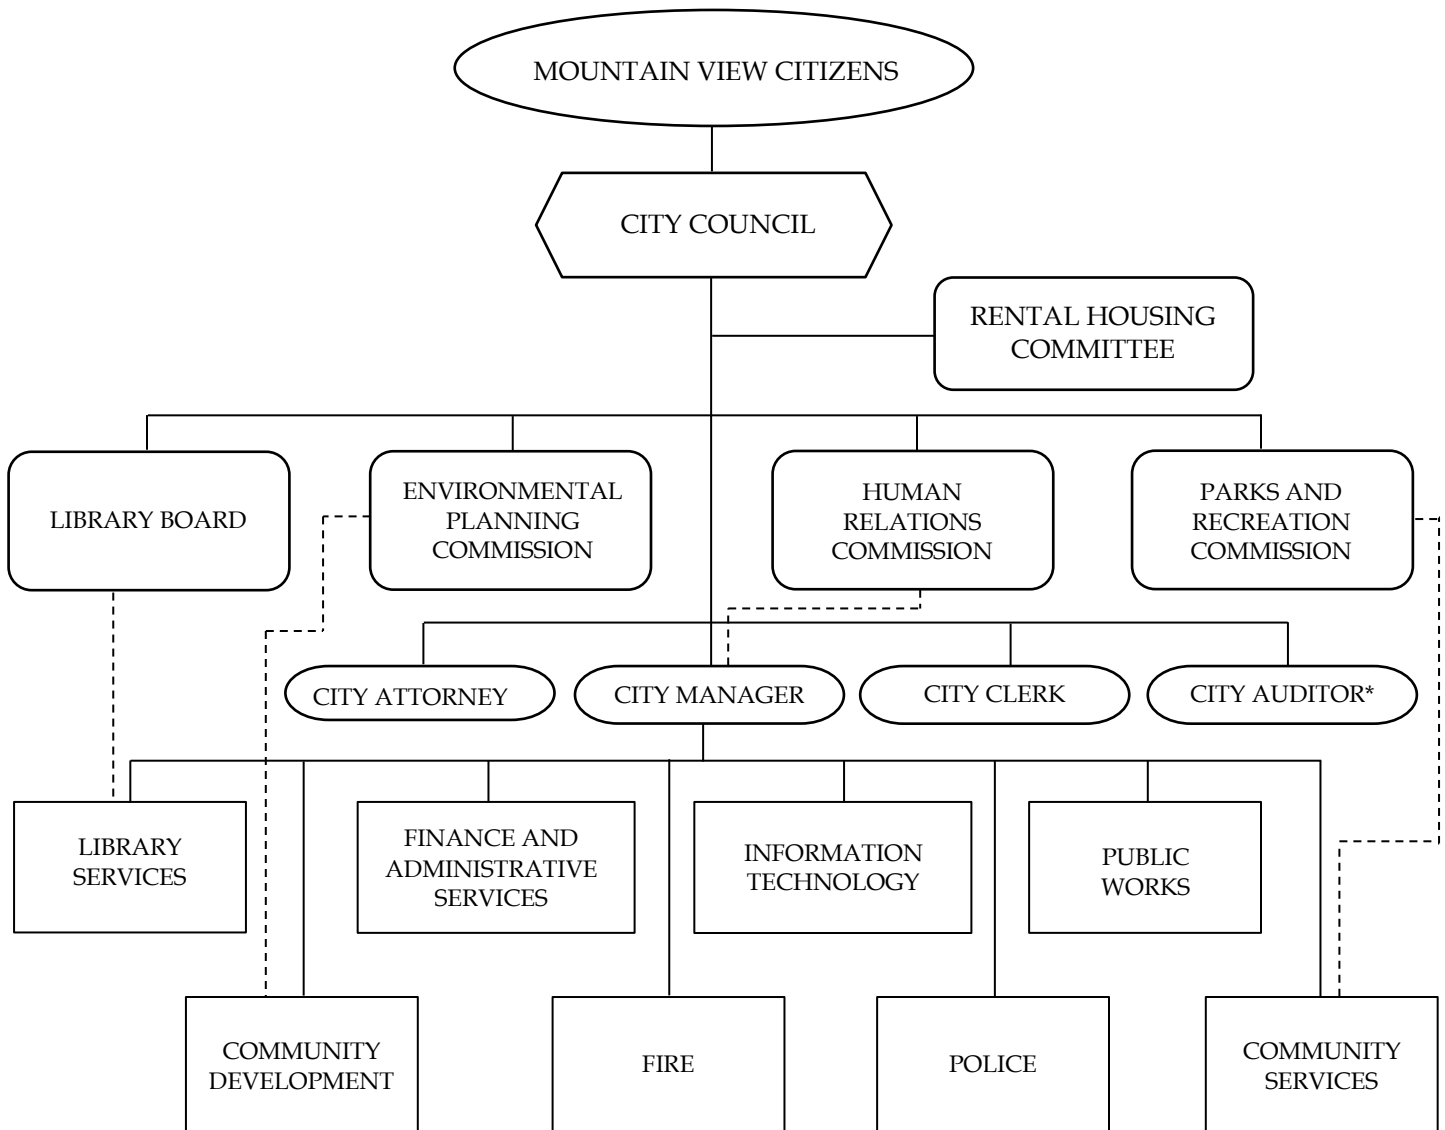 MOUNTAIN VIEW CITIZENS
CITY COUNCIL
RENTAL HOUSING
COMMITTEE
LIBRARY BOARD
ENVIRONMENTAL
PLANNING
COMMISSION
HUMAN
RELATIONS
COMMISSION
PARKS AND
RECREATION
COMMISSION
CITY ATTORNEY
CITY MANAGER
CITY CLERK
CITY AUDITOR*
LIBRARY
SERVICES
FINANCE AND
ADMINISTRATIVE
SERVICES
INFORMATION
TECHNOLOGY
PUBLIC
WORKS
COMMUNITY
DEVELOPMENT
FIRE
POLICE
COMMUNITY
SERVICES